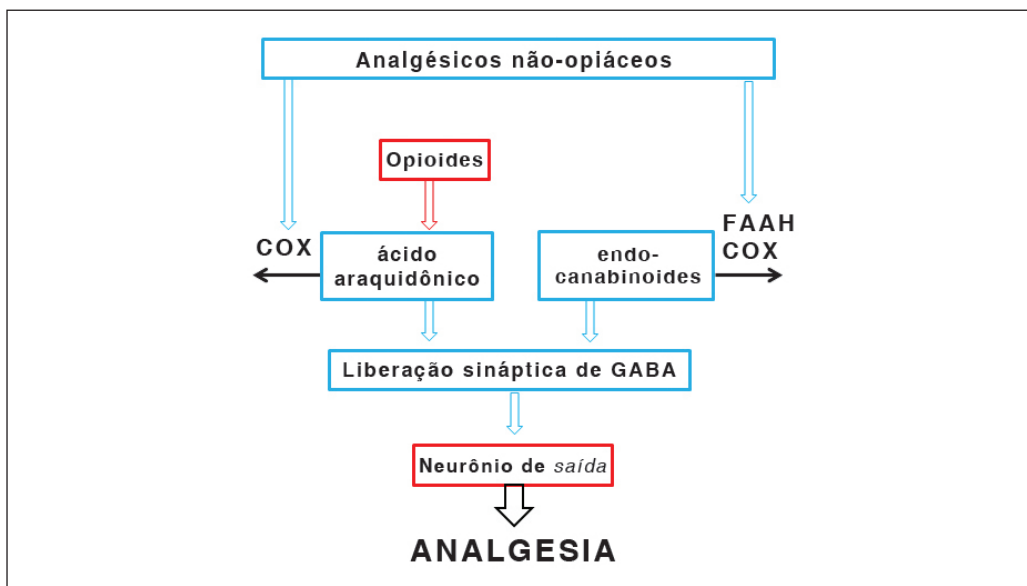 Analgésicos não-opiáceos
Opioides
COX
ácido
araquidônico
endo-
canabinoides
FAAH
COX
Liberação sináptica de GABA
Neurônio de saída
ANALGESIA